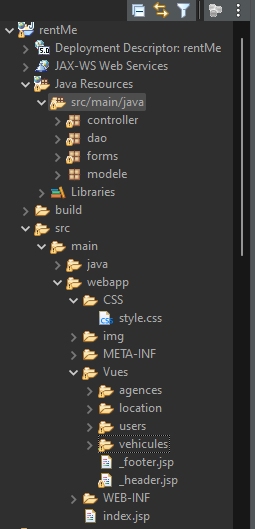 rentMe
Deployment Descriptor: rentMe
JAX-WS Web Services
Java Resources
src/main/java
controller
dao
forms
modele
Libraries
build
src
main
java
webapp
CSS
style.css
img
META-INF
Vues
agences
location
users
vehicules
_footer.jsp
_header.jsp
WEB-INF
index.jsp